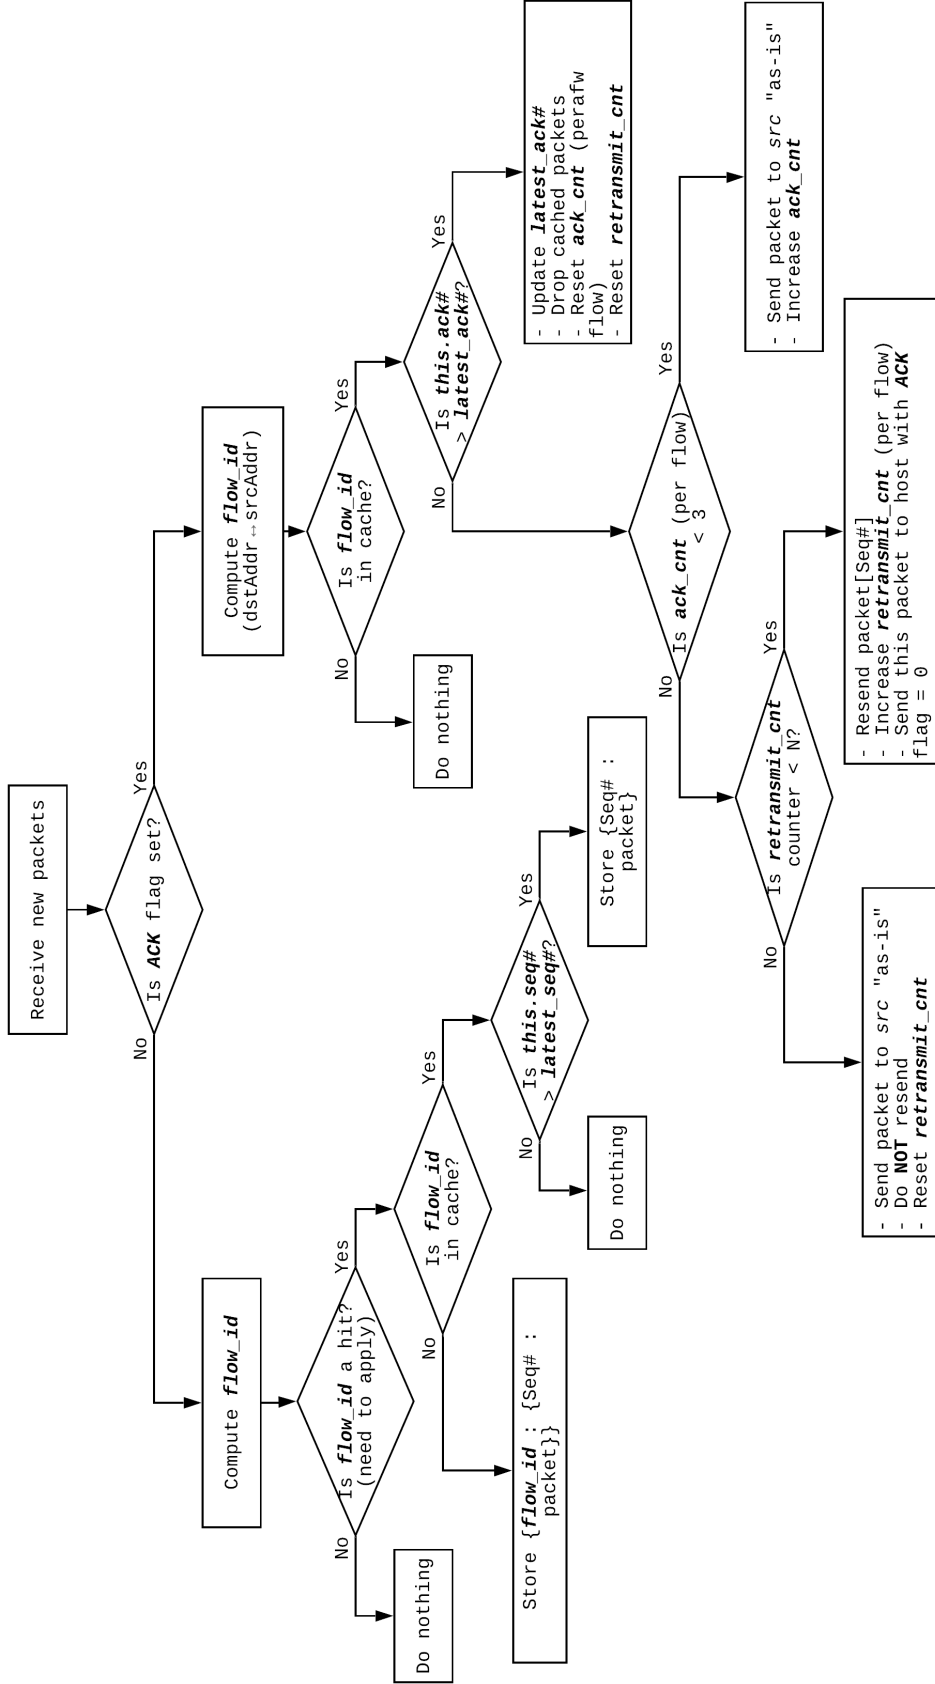 Receive new packets
Is ACK flag set?
No
Yes
Compute flow_id
Compute flow_id
(dstAddr↔srcAddr)
Is flow_id a hit?
(need to apply)
No
Yes
Is flow_id
in cache?
No
Yes
Do nothing
Is flow_id
in cache?
No
Yes
Do nothing
Is this.ack#
> latest_ack#?
No
Yes
Store {flow_id : {Seq# :
packet}}
Is this.seq#
> latest_seq#?
No
Yes
- Update latest_ack#
- Drop cached packets
- Reset ack_cnt (perafw
flow)
- Reset retransmit_cnt
Do nothing
Store {Seq# :
packet}
Is ack_cnt (per flow)
< 3
No
Yes
- Send packet to src "as-is"
- Increase ack_cnt
Is retransmit_cnt
counter < N?
No
Yes
- Send packet to src "as-is"
- Do NOT resend
- Reset retransmit_cnt
- Resend packet[Seq#]
- Increase retransmit_cnt (per flow)
- Send this packet to host with ACK
flag = 0